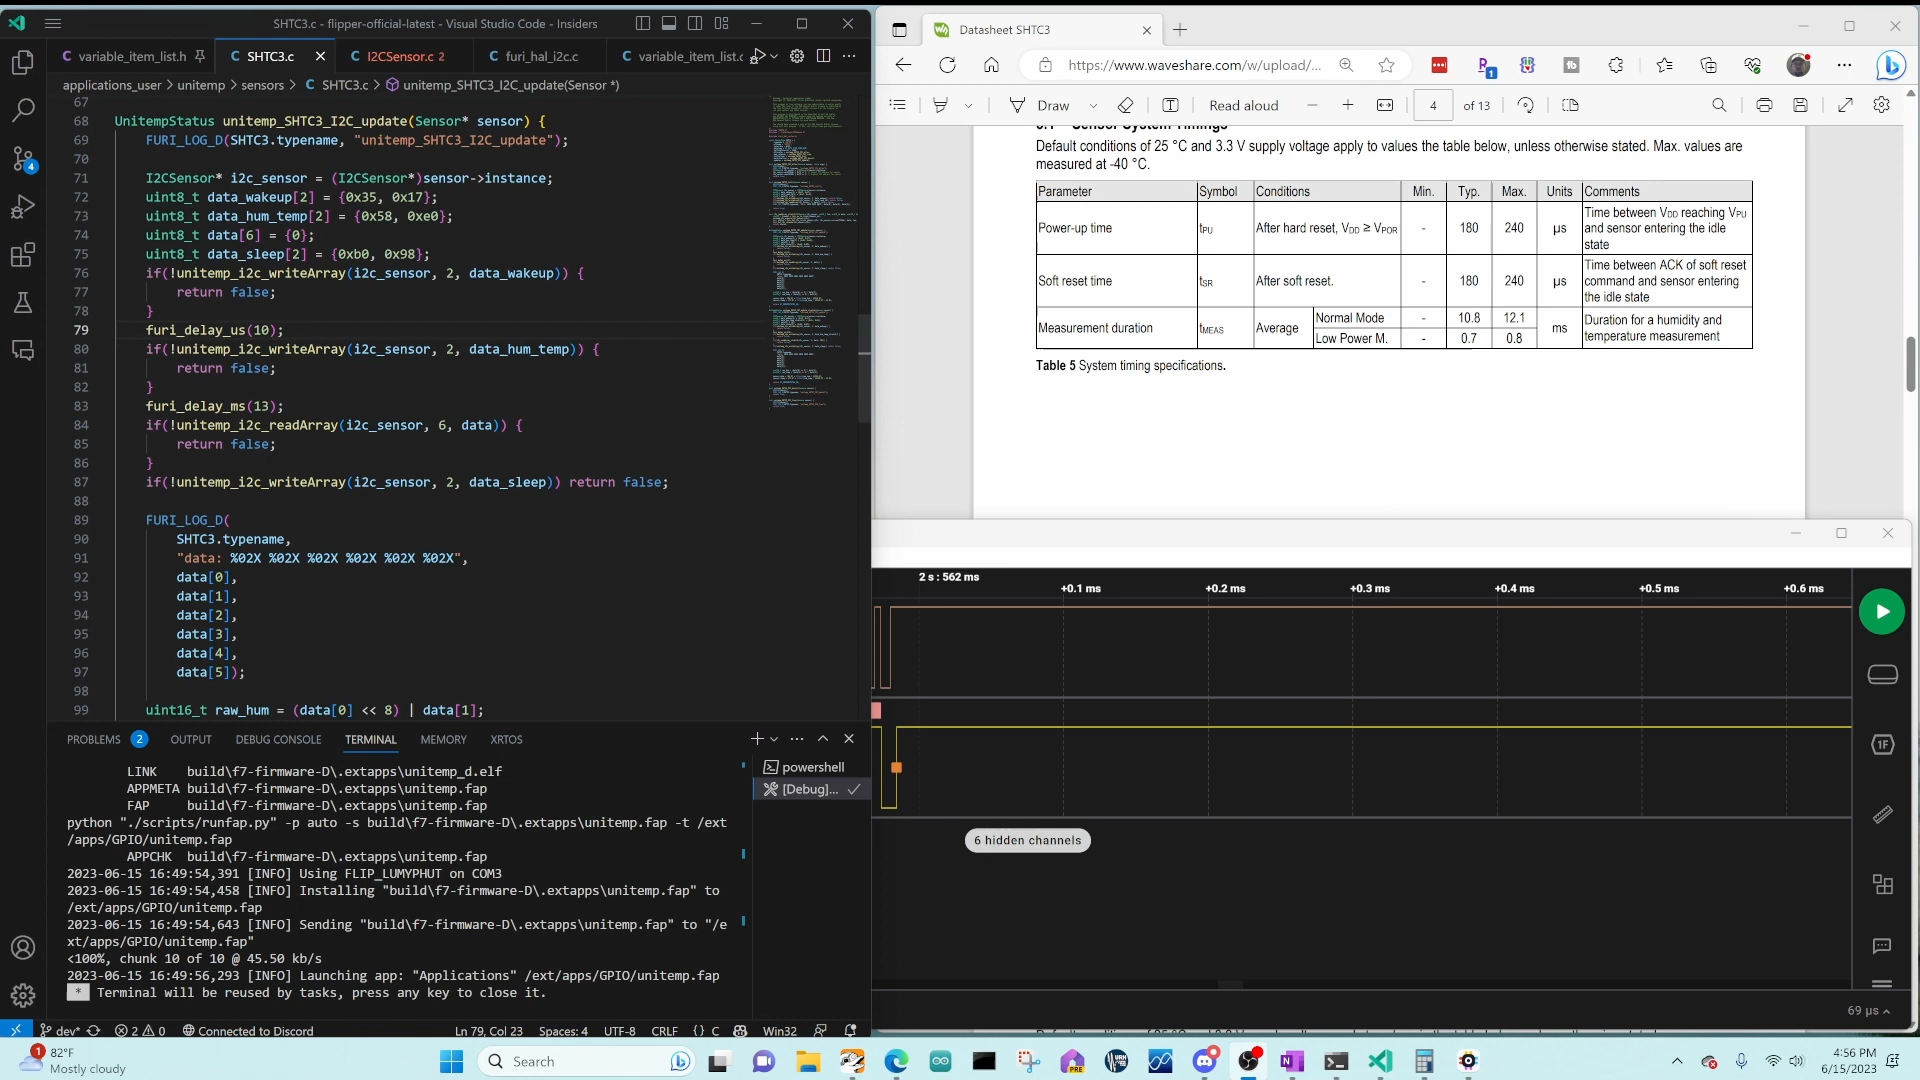 SHTC3.c - flipper-official-latest - Visual Studio Code - Insiders
variable_item_list.h
SHTC3.c
I2CSensor.c 2
furi_hal_i2c.c
variable_item_list.c
applications_user > unitemp > sensors > C SHTC3.c > unitemp_SHTC3_I2C_update(Sensor *)
67
68 UnitempStatus unitemp_SHTC3_I2C_update(Sensor* sensor) {
69 FURI_LOG_D(SHTC3.typename, "unitemp_SHTC3_I2C_update");
70
71 I2CSensor* i2c_sensor = (I2CSensor*)sensor->instance;
72 uint8_t data_wakeup[2] = {0x35, 0x17};
73 uint8_t data_hum_temp[2] = {0x58, 0xe0};
74 uint8_t data[6] = {0};
75 uint8_t data_sleep[2] = {0xb0, 0x98};
76 if(!unitemp_i2c_writeArray(i2c_sensor, 2, data_wakeup)) {
77 return false;
78 }
79 furi_delay_us(10);
80 if(!unitemp_i2c_writeArray(i2c_sensor, 2, data_hum_temp)) {
81 return false;
82 }
83 furi_delay_ms(13);
84 if(!unitemp_i2c_readArray(i2c_sensor, 6, data)) {
85 return false;
86 }
87 if(!unitemp_i2c_writeArray(i2c_sensor, 2, data_sleep)) return false;
88
89 FURI_LOG_D(
90 SHTC3.typename,
91 "data: %02X %02X %02X %02X %02X %02X",
92 data[0],
93 data[1],
94 data[2],
95 data[3],
96 data[4],
97 data[5]);
98
99 uint16_t raw_hum = (data[0] << 8) | data[1];
4
PROBLEMS 2 OUTPUT DEBUG CONSOLE TERMINAL MEMORY XRTOS
powershell
[Debug]...
LINK build\f7-firmware-D\.extapps\unitemp_d.elf
APPMETA build\f7-firmware-D\.extapps\unitemp.fap
FAP build\f7-firmware-D\.extapps\unitemp.fap
python "./scripts/runfap.py" -p auto -s build\f7-firmware-D\.extapps\unitemp.fap -t /ext
/apps/GPIO/unitemp.fap
APPCHK build\f7-firmware-D\.extapps\unitemp.fap
2023-06-15 16:49:54,391 [INFO] Using FLIP_LUMYPHUT on COM3
2023-06-15 16:49:54,458 [INFO] Installing "build\f7-firmware-D\.extapps\unitemp.fap" to
/ext/apps/GPIO/unitemp.fap
2023-06-15 16:49:54,643 [INFO] Sending "build\f7-firmware-D\.extapps\unitemp.fap" to "/e
xt/apps/GPIO/unitemp.fap"
<100%, chunk 10 of 10 @ 45.50 kb/s
2023-06-15 16:49:56,293 [INFO] Launching app: "Applications" /ext/apps/GPIO/unitemp.fap
* Terminal will be reused by tasks, press any key to close it.
dev* 2 0 Connected to Discord Ln 79, Col 23 Spaces: 4 UTF-8 CRLF {} C Win32
Datasheet SHTC3
https://www.waveshare.com/w/upload/...
1
Draw Read aloud 4 of 13
Sensor System Timings
Default conditions of 25 °C and 3.3 V supply voltage apply to values the table below, unless otherwise stated. Max. values are
measured at -40 °C.
Parameter Symbol Conditions Min. Typ. Max. Units Comments
Power-up time tPU After hard reset, VDD ≥ VPOR - 180 240 µs Time between VDD reaching VPU and sensor entering the idle state
Soft reset time tSR After soft reset. - 180 240 µs Time between ACK of soft reset command and sensor entering the idle state
Measurement duration tMEAS Average Normal Mode - 10.8 12.1 ms Duration for a humidity and temperature measurement
Low Power M. - 0.7 0.8
Table 5 System timing specifications.
2 s : 562 ms
+0.1 ms +0.2 ms +0.3 ms +0.4 ms +0.5 ms +0.6 ms
6 hidden channels
1F
69 µs
1
82°F
Mostly cloudy
Search
PRE
4:56 PM
6/15/2023